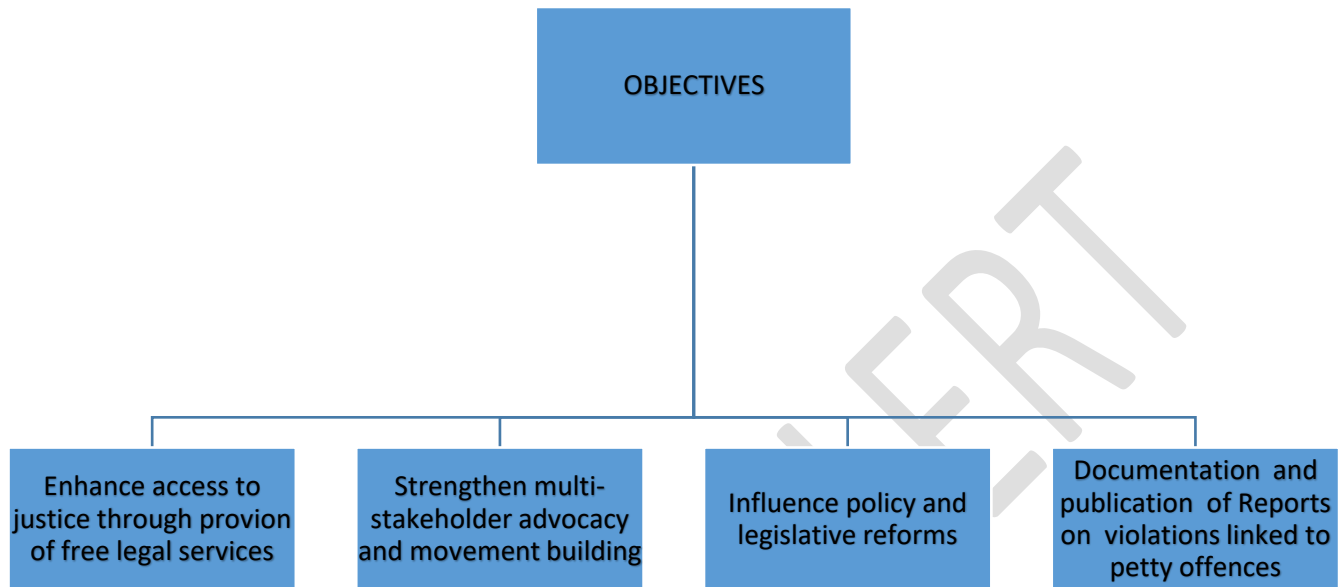 OBJECTIVES
Enhance access to
justice through provion
of free legal services
Strengthen multi-
stakeholder advocacy
and movement building
Influence policy and
legislative reforms
Documentation and
publication of Reports
on violations linked to
petty offences